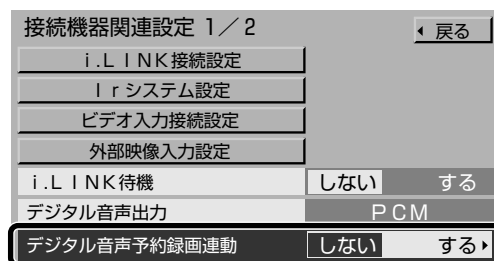 接続機器関連設定 1/2
戻る
i.LINK接続設定
Irシステム設定
ビデオ入力接続設定
外部映像入力設定
i.LINK待機 しない する
デジタル音声出力 PCM
デジタル音声予約録画連動 しない する